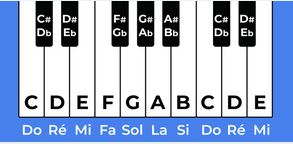 C# D# F# G# A# C# D#
Db Eb Gb Ab Bb Db Eb
C D E F G A B C D E
Do Ré Mi Fa Sol La Si Do Ré Mi